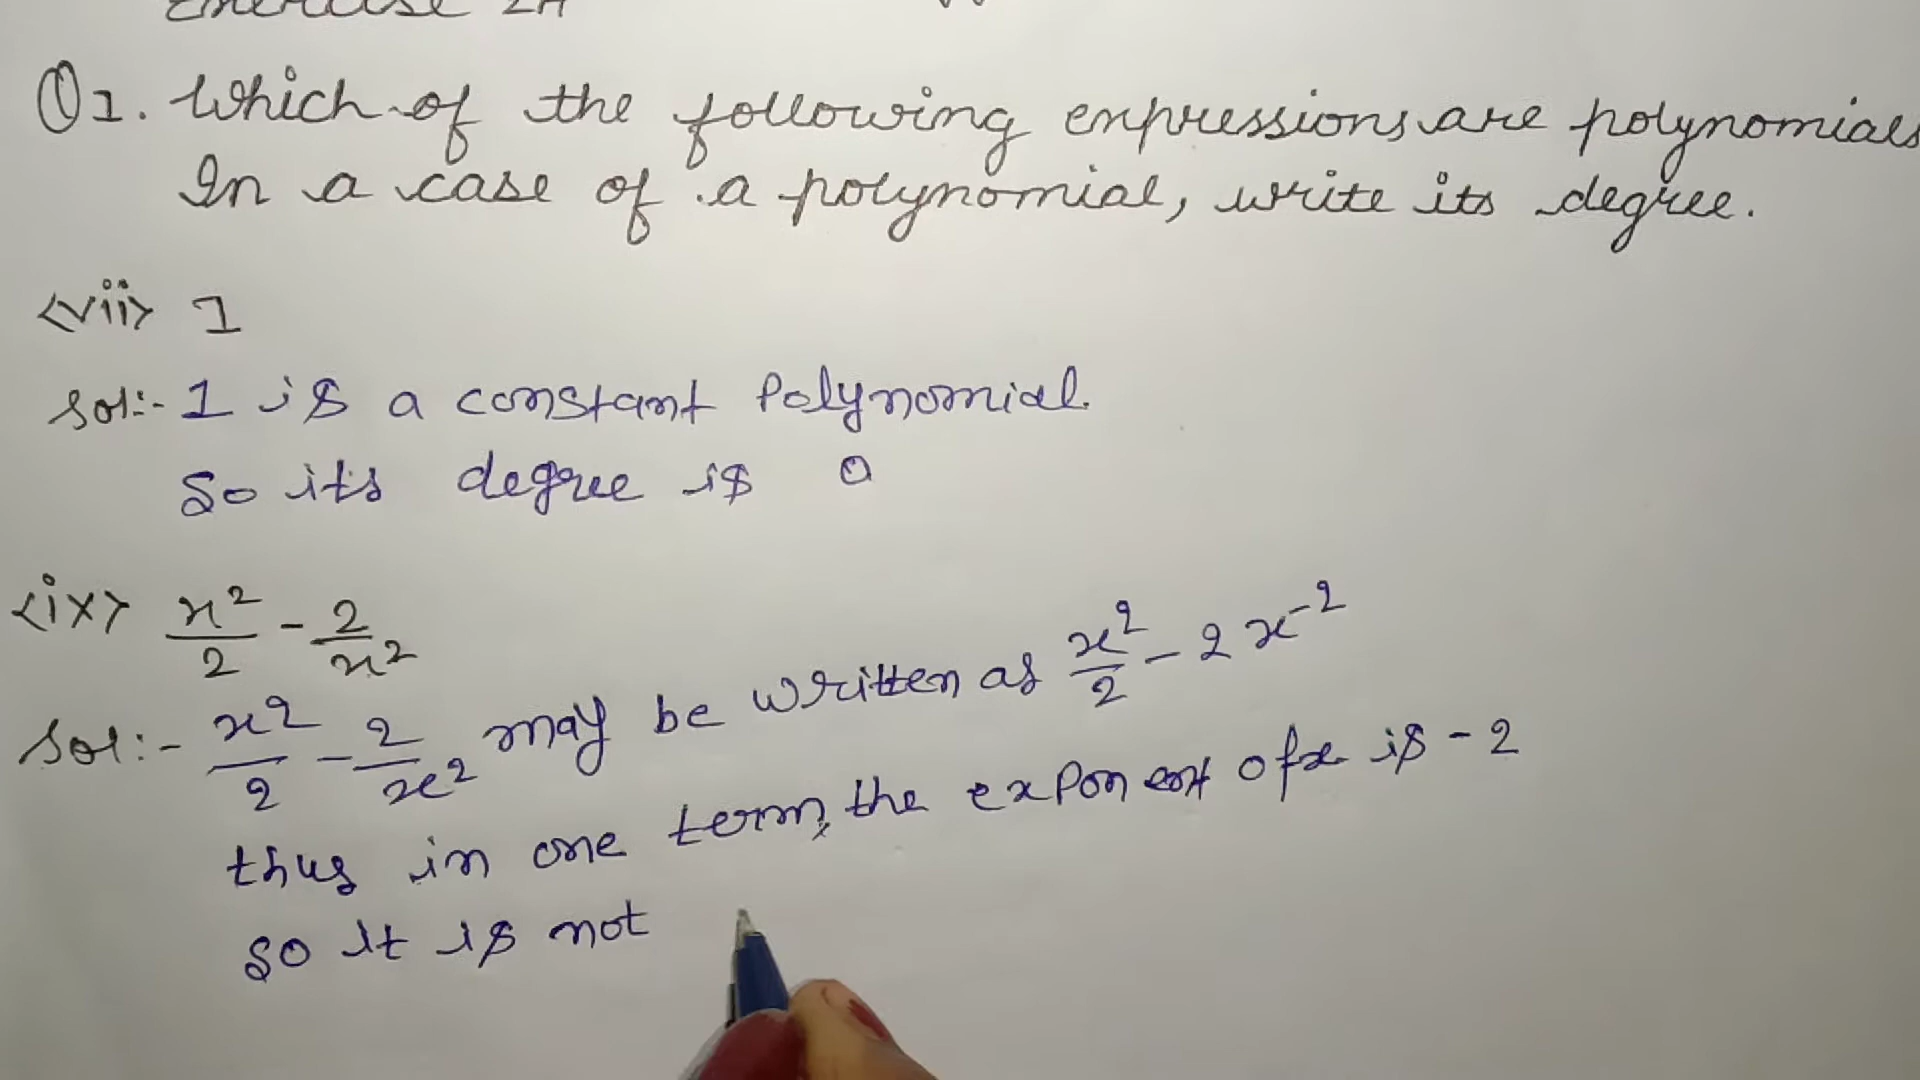 Exercise 2A
Q1. Which of the following expressions are polynomials
In a case of a polynomial, write its degree.
<vii> 1
Sol:- 1 is a constant Polynomial.
So its degree is 0
<ix> x²/2 - 2/x²
Sol:- x²/2 - 2/x² may be written as x²/2 - 2x⁻²
thus in one term, the exponent of x is -2
so it is not